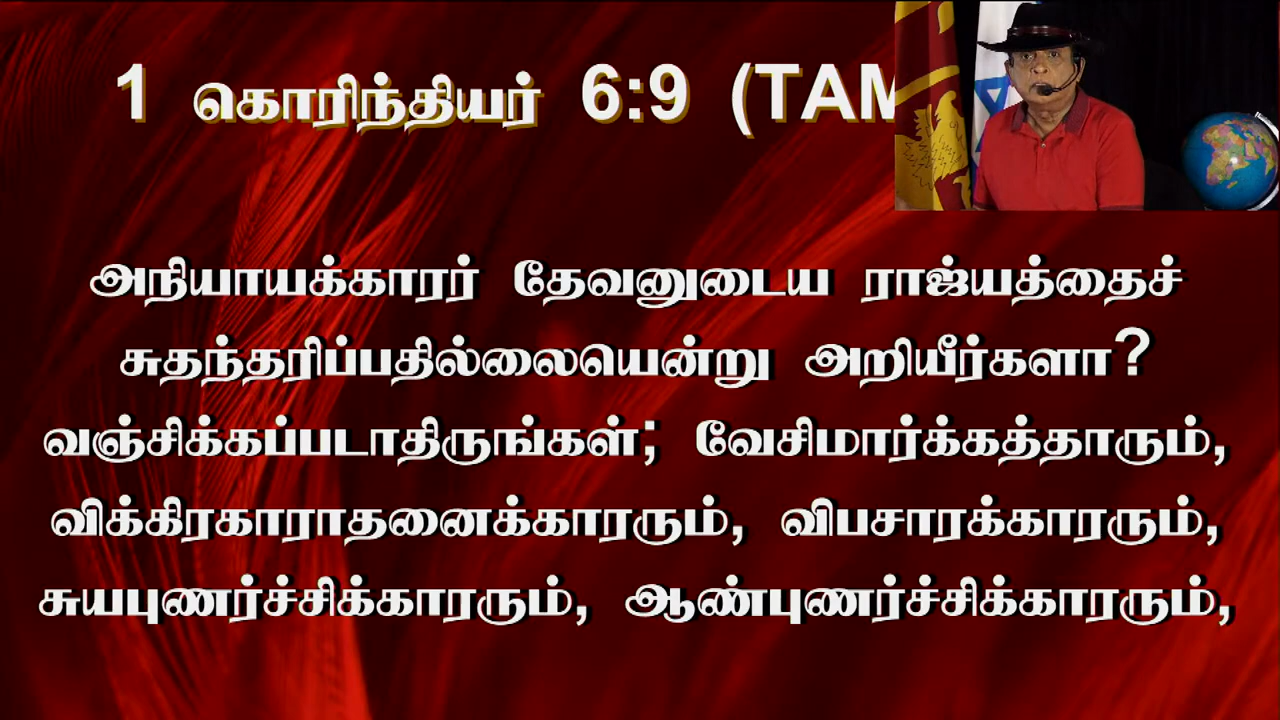 1 கொரிந்தியர் 6:9 (TAM
அநியாயக்காரர் தேவனுடைய ராஜ்யத்தைச்
சுதந்தரிப்பதில்லையென்று அறியீர்களா?
வஞ்சிக்கப்படாதிருங்கள்; வேசிமார்க்கத்தாரும்,
விக்கிரகாராதனைக்காரரும், விபசாரக்காரரும்,
சுயபுணர்ச்சிக்காரரும், ஆண்புணர்ச்சிக்காரரும்,